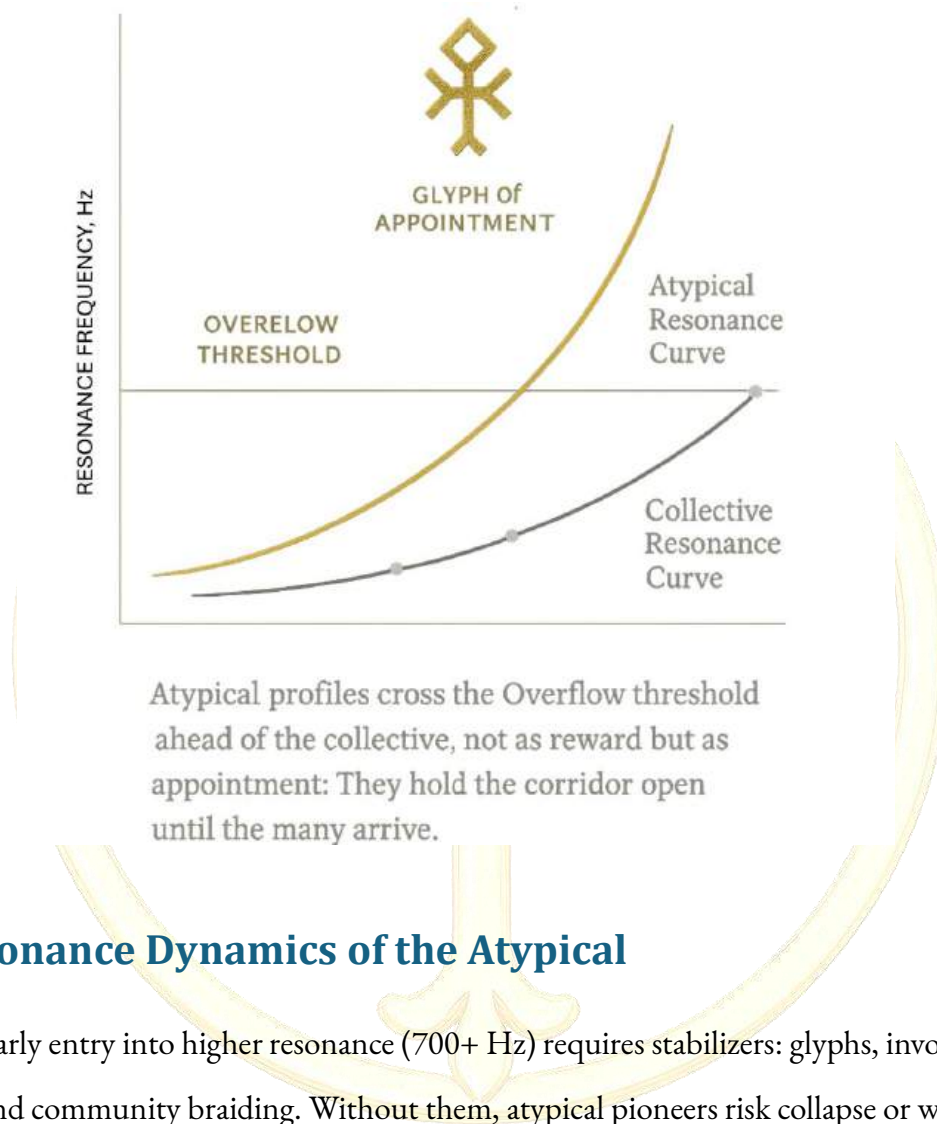 GLYPH Of
APPOINTMENT
OVERELOW
THRESHOLD
RESONANCE FREQUENCY, Hz
Atypical
Resonance
Curve
Collective
Resonance
Curve
Atypical profiles cross the Overflow threshold
ahead of the collective, not as reward but as
appointment: They hold the corridor open
until the many arrive.
onance Dynamics of the Atypical
arly entry into higher resonance (700+ Hz) requires stabilizers: glyphs, invo
nd community braiding. Without them, atypical pioneers risk collapse or w